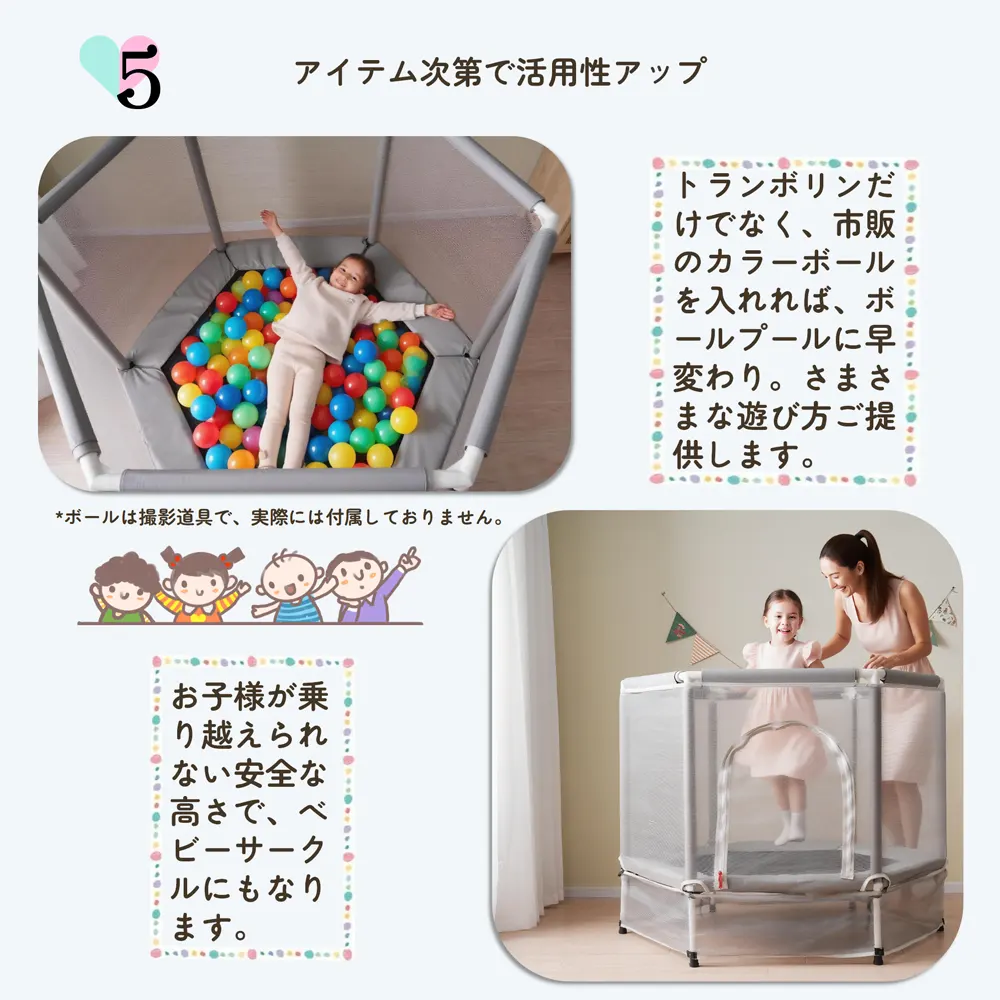 5
アイテム次第で活用性アップ
トランボリンだ
けでなく、市販
のカラーボール
を入れれば、ボ
ールプールに早
変わり。さまさ
まな遊び方ご提
供します。
*ボールは撮影道具で、実際には付属しておりません。
お子様が乗
り越えられ
ない安全な
高さで、ベ
ビーサーク
ルにもなり
ます。